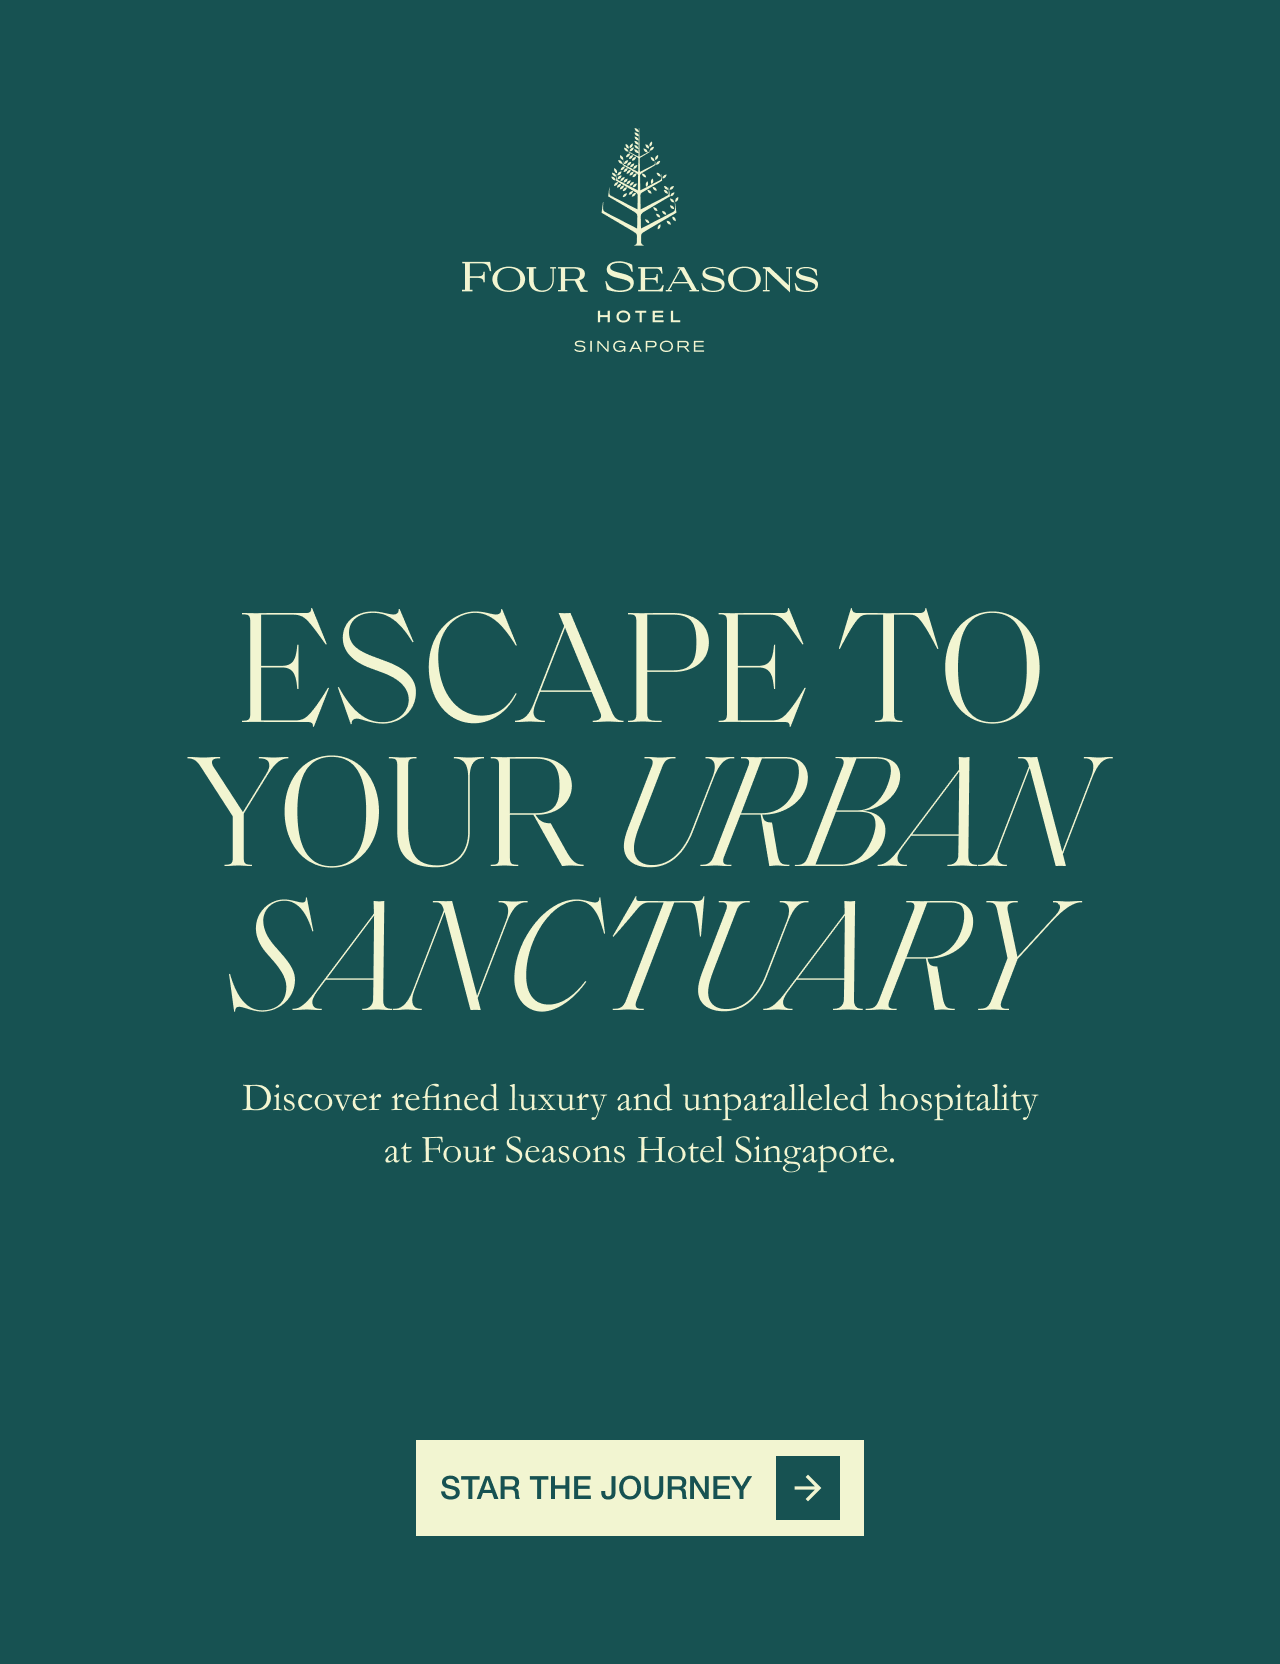 FOUR SEASONS
HOTEL
SINGAPORE
ESCAPE TO
YOUR URBAN
SANCTUARY
Discover refined luxury and unparalleled hospitality
at Four Seasons Hotel Singapore.
STAR THE JOURNEY